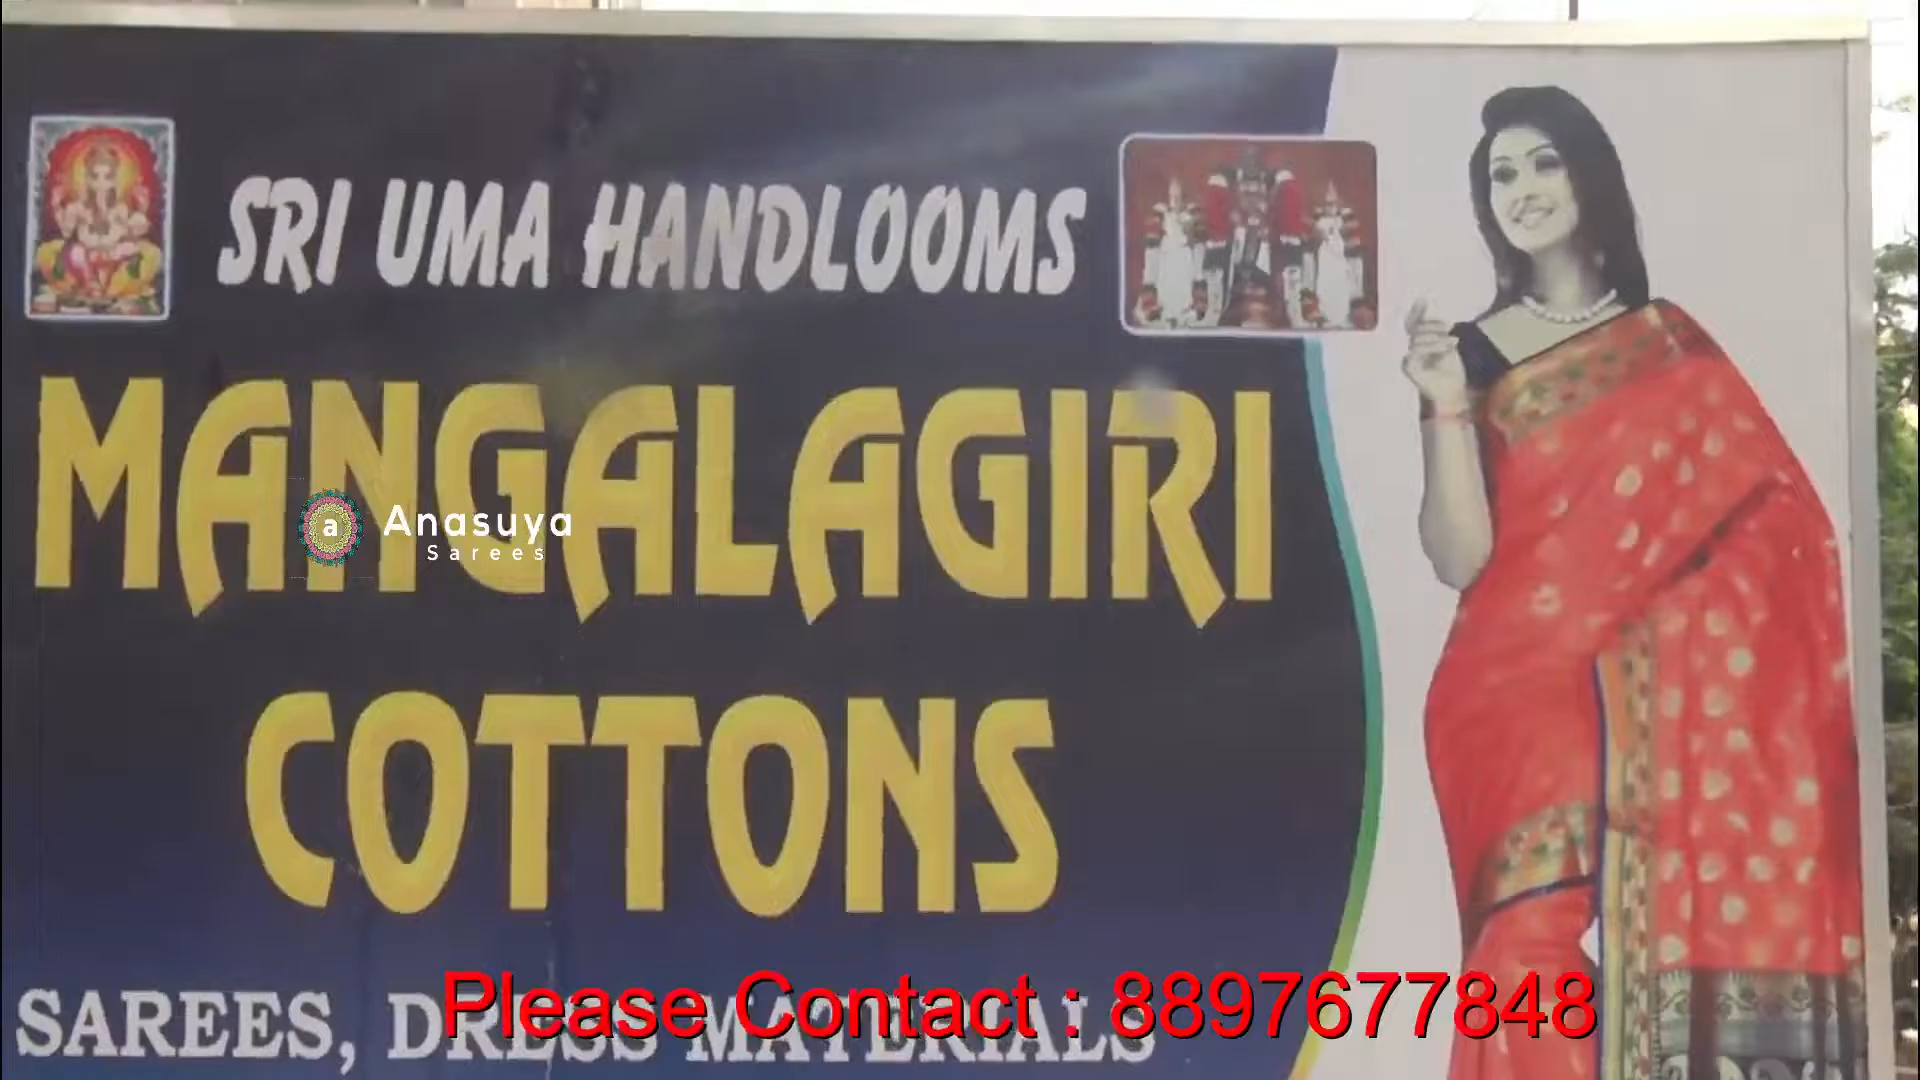 SRI UMA HANDLOOMS
MANGALAGIRI
a Anasuya
Sarees
COTTONS
SAREES, DRESS MATERIALS
Please Contact : 8897677848